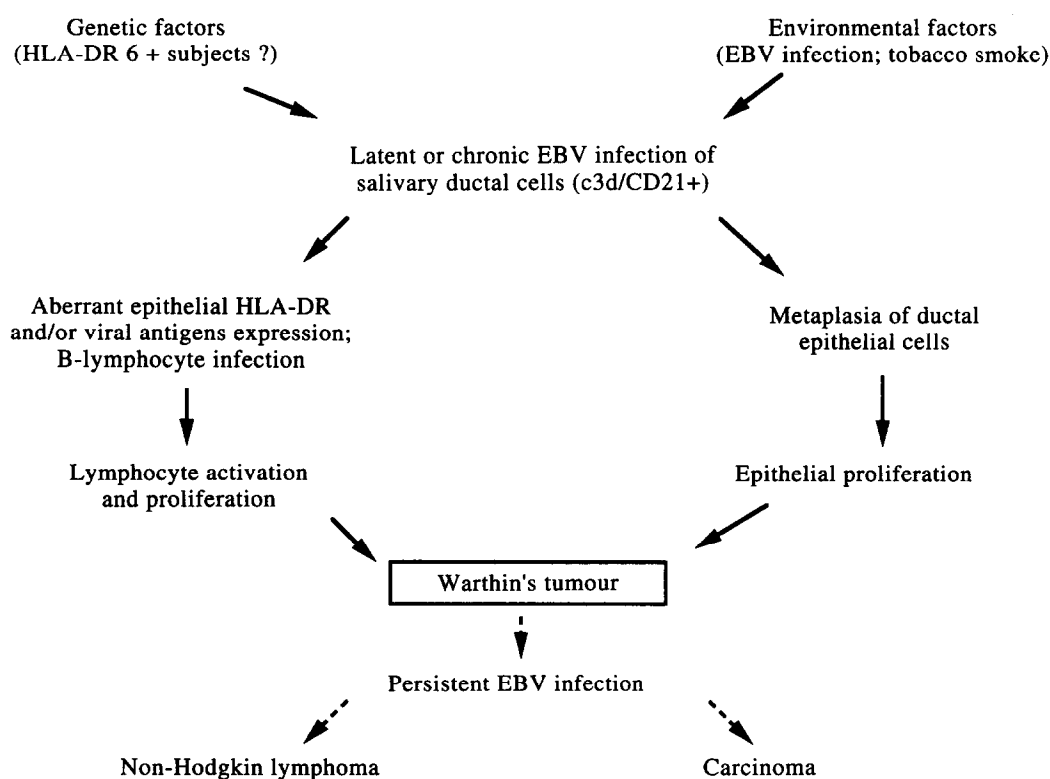 Genetic factors
(HLA-DR 6 + subjects ?)
Environmental factors
(EBV infection; tobacco smoke)
Latent or chronic EBV infection of
salivary ductal cells (c3d/CD21+)
Aberrant epithelial HLA-DR
and/or viral antigens expression;
B-lymphocyte infection
Metaplasia of ductal
epithelial cells
Lymphocyte activation
and proliferation
Epithelial proliferation
Warthin's tumour
Persistent EBV infection
Non-Hodgkin lymphoma
Carcinoma